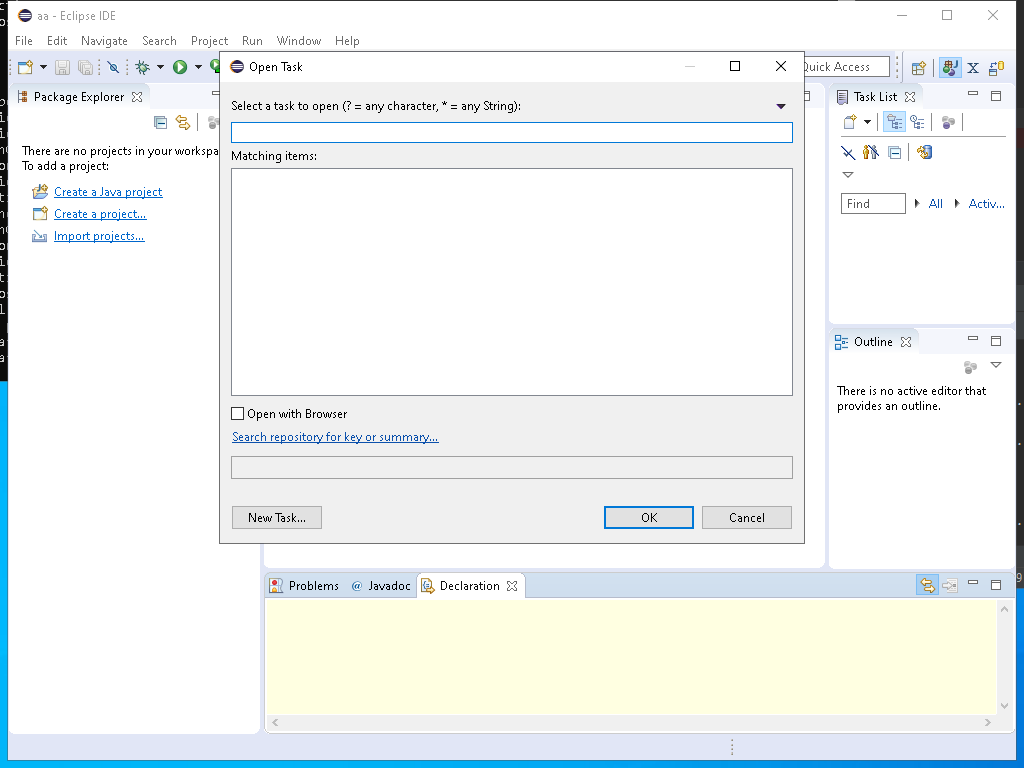 aa - Eclipse IDE
File Edit Navigate Search Project Run Window Help
Quick Access
Open Task
Select a task to open (? = any character, * = any String):
Matching items:
Open with Browser
Search repository for key or summary...
New Task... OK Cancel
Package Explorer
There are no projects in your workspa
To add a project:
Create a Java project
Create a project...
Import projects...
Task List
Find All Activ...
Outline
There is no active editor that
provides an outline.
Problems @ Javadoc Declaration